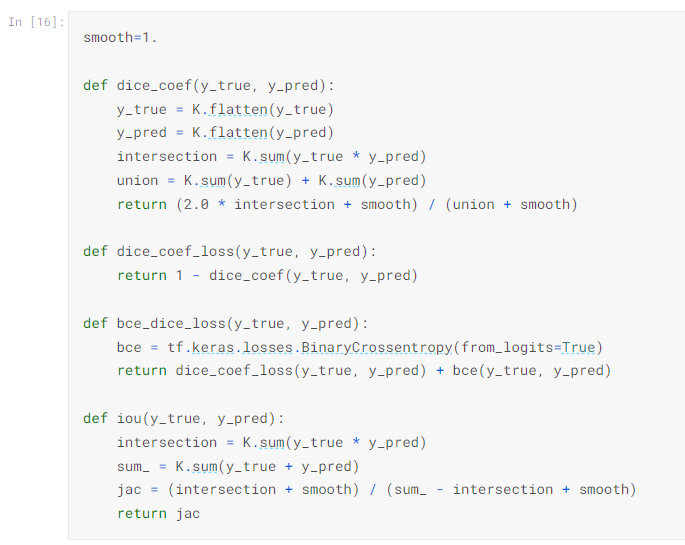 In [16]:
smooth=1.
def dice_coef(y_true, y_pred):
    y_true = K.flatten(y_true)
    y_pred = K.flatten(y_pred)
    intersection = K.sum(y_true * y_pred)
    union = K.sum(y_true) + K.sum(y_pred)
    return (2.0 * intersection + smooth) / (union + smooth)
def dice_coef_loss(y_true, y_pred):
    return 1 - dice_coef(y_true, y_pred)
def bce_dice_loss(y_true, y_pred):
    bce = tf.keras.losses.BinaryCrossentropy(from_logits=True)
    return dice_coef_loss(y_true, y_pred) + bce(y_true, y_pred)
def iou(y_true, y_pred):
    intersection = K.sum(y_true * y_pred)
    sum_ = K.sum(y_true + y_pred)
    jac = (intersection + smooth) / (sum_ - intersection + smooth)
    return jac